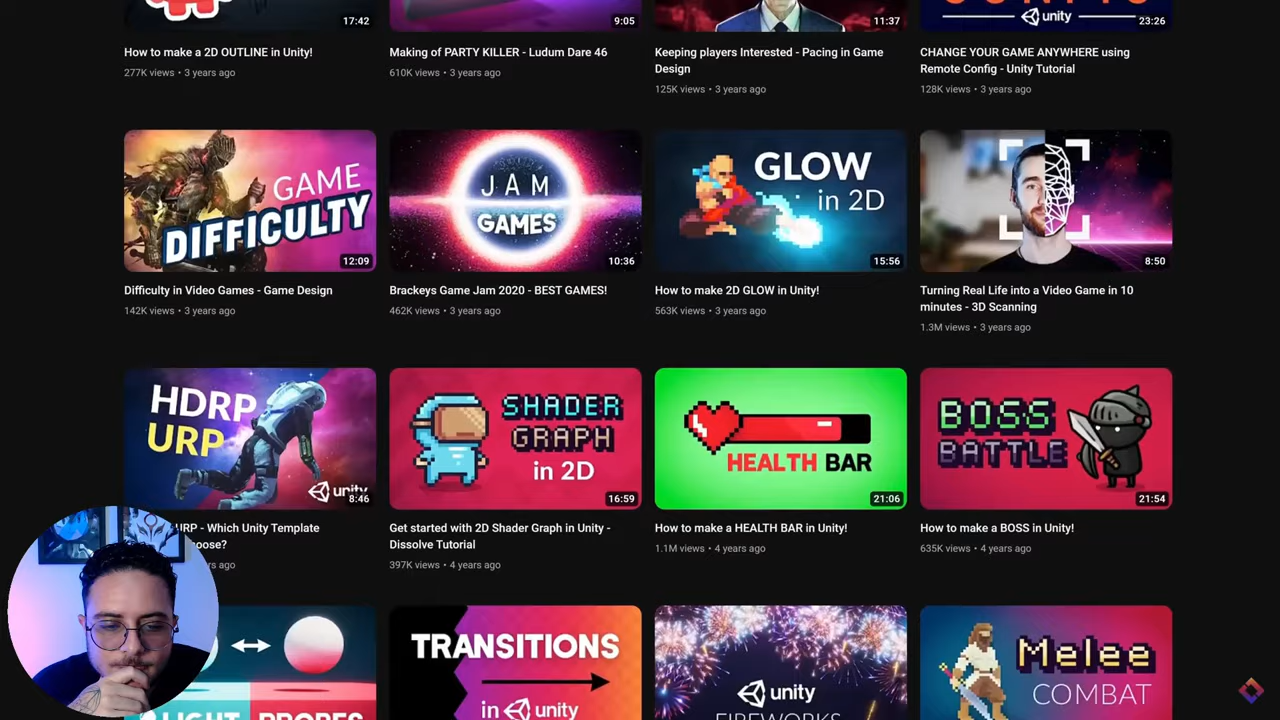 17:42
9:05
11:37
unity
23:26
How to make a 2D OUTLINE in Unity!
Making of PARTY KILLER - Ludum Dare 46
Keeping players Interested - Pacing in Game
Design
CHANGE YOUR GAME ANYWHERE using
Remote Config - Unity Tutorial
277K views • 3 years ago
610K views • 3 years ago
125K views • 3 years ago
128K views • 3 years ago
GAME
DIFFICULTY
12:09
JAM
GAMES
10:36
GLOW
in 2D
15:56
8:50
Difficulty in Video Games - Game Design
Brackeys Game Jam 2020 - BEST GAMES!
How to make 2D GLOW in Unity!
Turning Real Life into a Video Game in 10
minutes - 3D Scanning
142K views • 3 years ago
462K views • 3 years ago
563K views • 3 years ago
1.3M views • 3 years ago
HDRP
URP
unity
8:46
SHADER
GRAPH
in 2D
16:59
HEALTH BAR
21:06
BOSS
BATTLE
21:54
URP - Which Unity Template
Get started with 2D Shader Graph in Unity -
Dissolve Tutorial
How to make a HEALTH BAR in Unity!
How to make a BOSS in Unity!
ago
397K views • 4 years ago
1.1M views • 4 years ago
635K views • 4 years ago
LIGHT PROBES
TRANSITIONS
in unity
unity
FIREWORKS
Melee
COMBAT